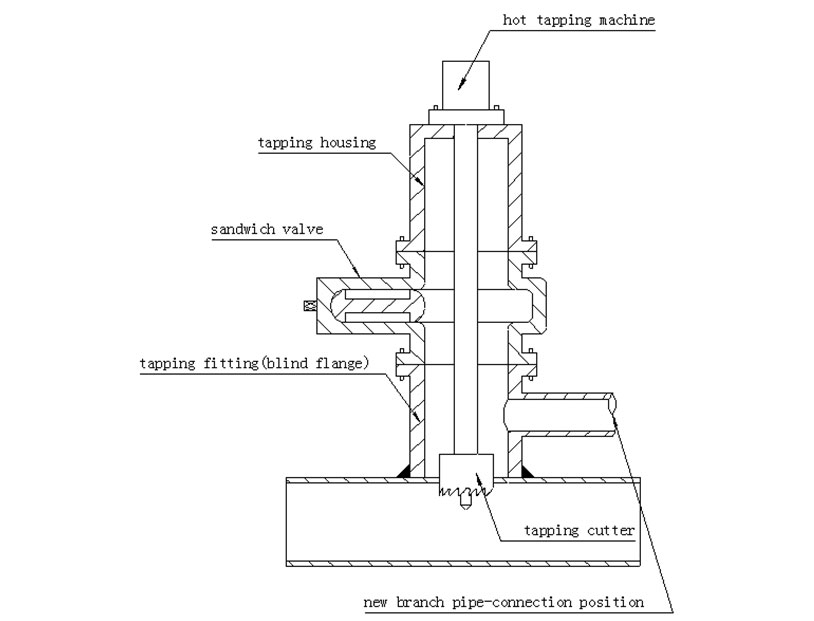 hot tapping machine
tapping housing
sandwich valve
tapping fitting(blind flange)
tapping cutter
new branch pipe-connection position